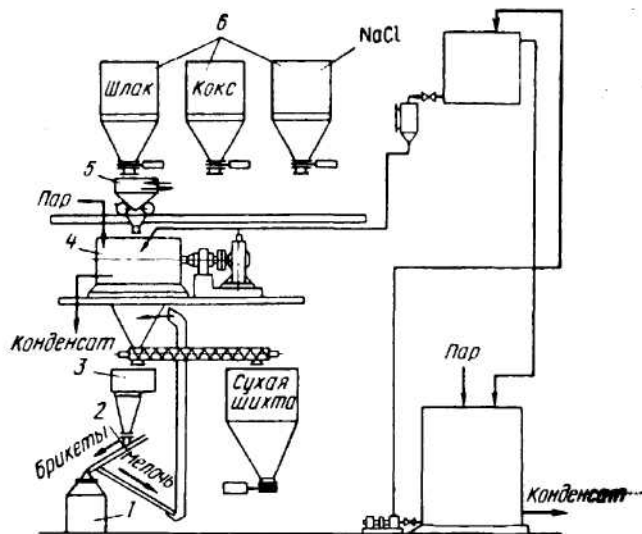 6
Шлак
Кокс
NaCl
5
Пар
4
Конденсат
3
Сухая
шихта
Пар
2
Брикеты
Мелочь
Конденсат
1